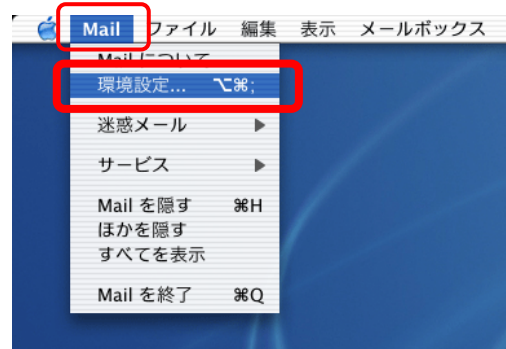 Mail ファイル 編集 表示 メールボックス
Mail について
環境設定... ⌥⌘;
迷惑メール ▶
サービス ▶
Mail を隠す ⌘H
ほかを隠す
すべてを表示
Mail を終了 ⌘Q